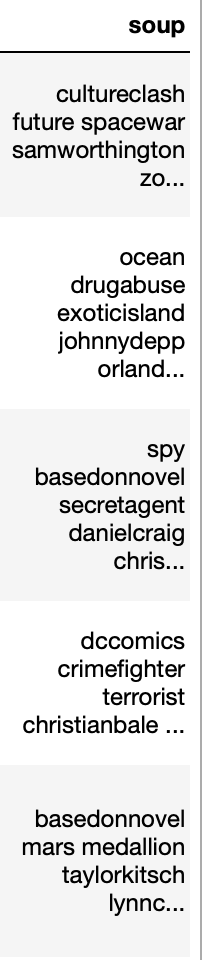 soup
cultureclash
future spacewar
samworthington
zo...
ocean
drugabuse
exoticisland
johnnydepp
orland...
spy
basedonnovel
secretagent
danielcraig
chris...
dccomics
crimefighter
terrorist
christianbale ...
basedonnovel
mars medallion
taylorkitsch
lynnc...